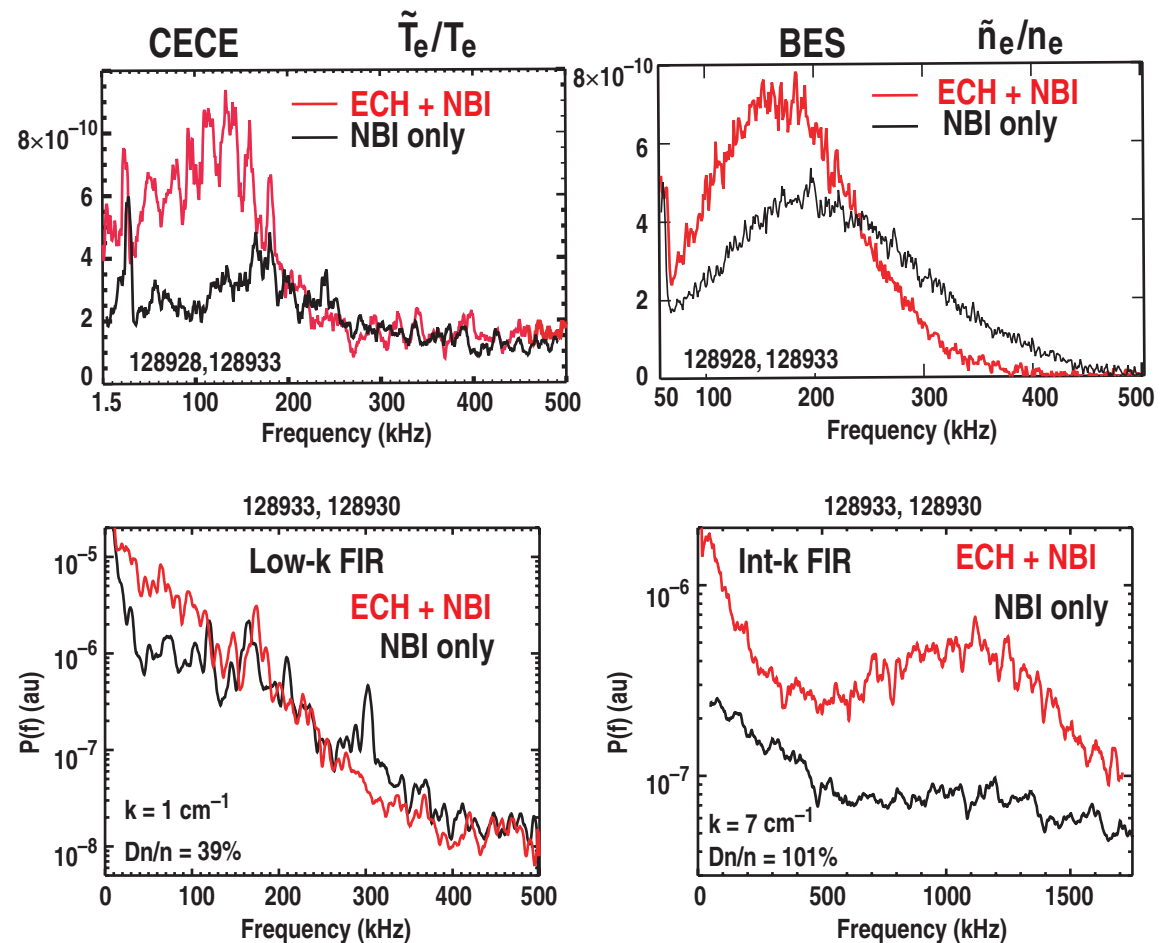 CECE T̃e/Te
8×10⁻¹⁰
6
4
2
0
ECH + NBI
NBI only
128928, 128933
1.5 100 200 300 400 500
Frequency (kHz)
BES ñe/ne
8×10⁻¹⁰
6
4
2
0
ECH + NBI
NBI only
128928, 128933
50 100 200 300 400 500
Frequency (kHz)
128933, 128930
Low-k FIR
ECH + NBI
NBI only
P(f) (au)
10⁻⁵
10⁻⁶
10⁻⁷
10⁻⁸
k = 1 cm⁻¹
Dn/n = 39%
0 100 200 300 400 500
Frequency (kHz)
128933, 128930
Int-k FIR
ECH + NBI
NBI only
P(f) (au)
10⁻⁶
10⁻⁷
k = 7 cm⁻¹
Dn/n = 101%
0 500 1000 1500
Frequency (kHz)